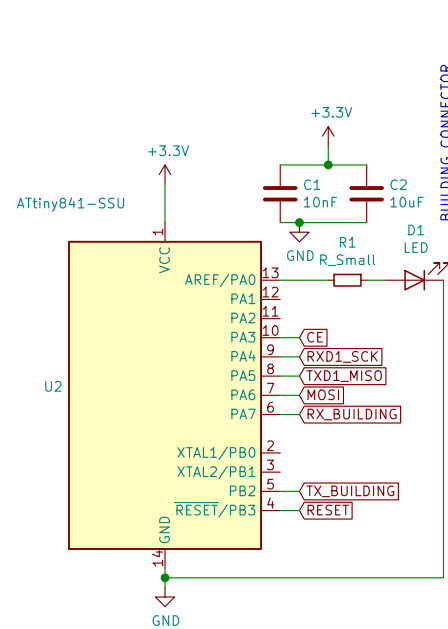 BUILDING CONNECTOR
+3.3V
+3.3V
ATtiny841-SSU
C1
10nF
C2
10uF
GND
R1
R_Small
D1
LED
U2
1
VCC
AREF/PA0
13
PA1
12
PA2
11
PA3
10
CE
PA4
9
RXD1_SCK
PA5
8
TXD1_MISO
PA6
7
MOSI
PA7
6
RX_BUILDING
XTAL1/PB0
2
XTAL2/PB1
3
PB2
5
TX_BUILDING
RESET/PB3
4
RESET
GND
14
GND